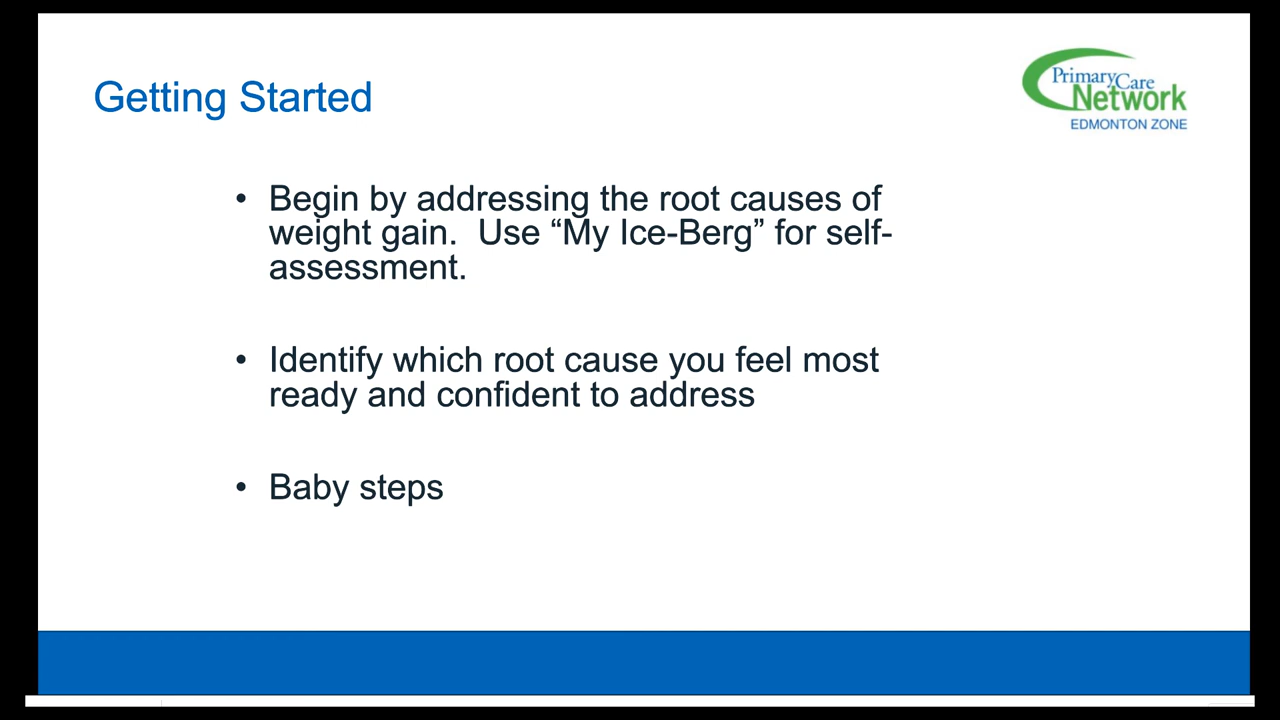 Getting Started
PrimaryCare
Network
EDMONTON ZONE
• Begin by addressing the root causes of
weight gain.  Use “My Ice-Berg” for self-
assessment.
• Identify which root cause you feel most
ready and confident to address
• Baby steps